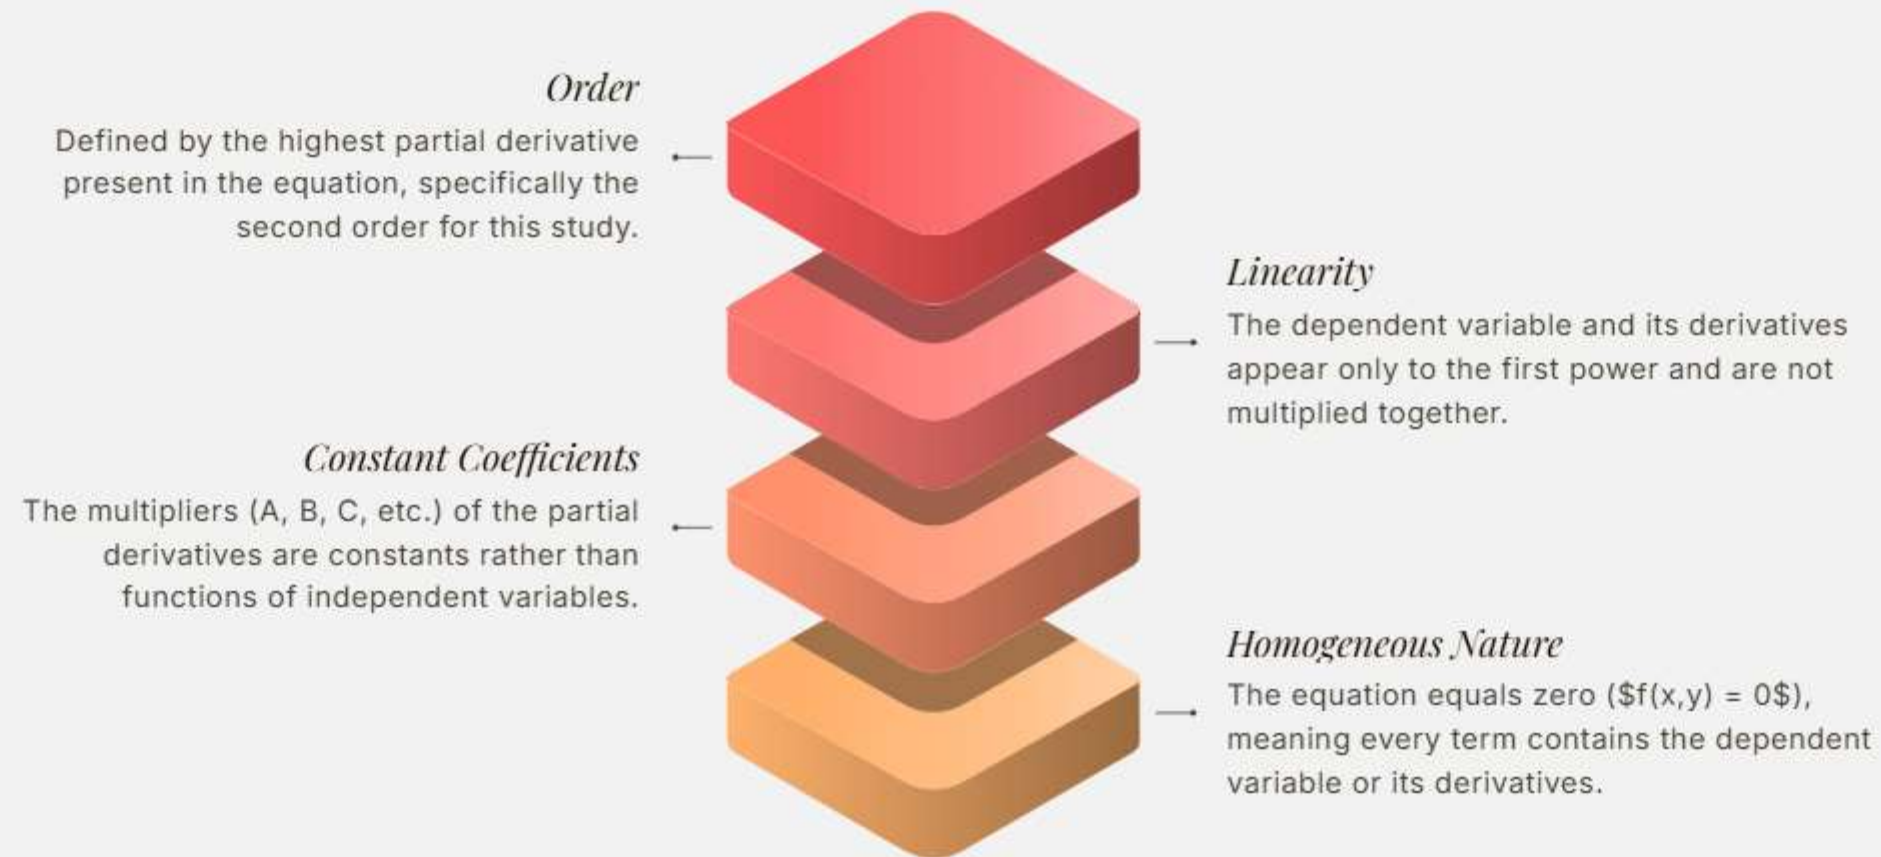 Order
Defined by the highest partial derivative
present in the equation, specifically the
second order for this study.
Linearity
The dependent variable and its derivatives
appear only to the first power and are not
multiplied together.
Constant Coefficients
The multipliers (A, B, C, etc.) of the partial
derivatives are constants rather than
functions of independent variables.
Homogeneous Nature
The equation equals zero ($f(x,y) = 0$),
meaning every term contains the dependent
variable or its derivatives.